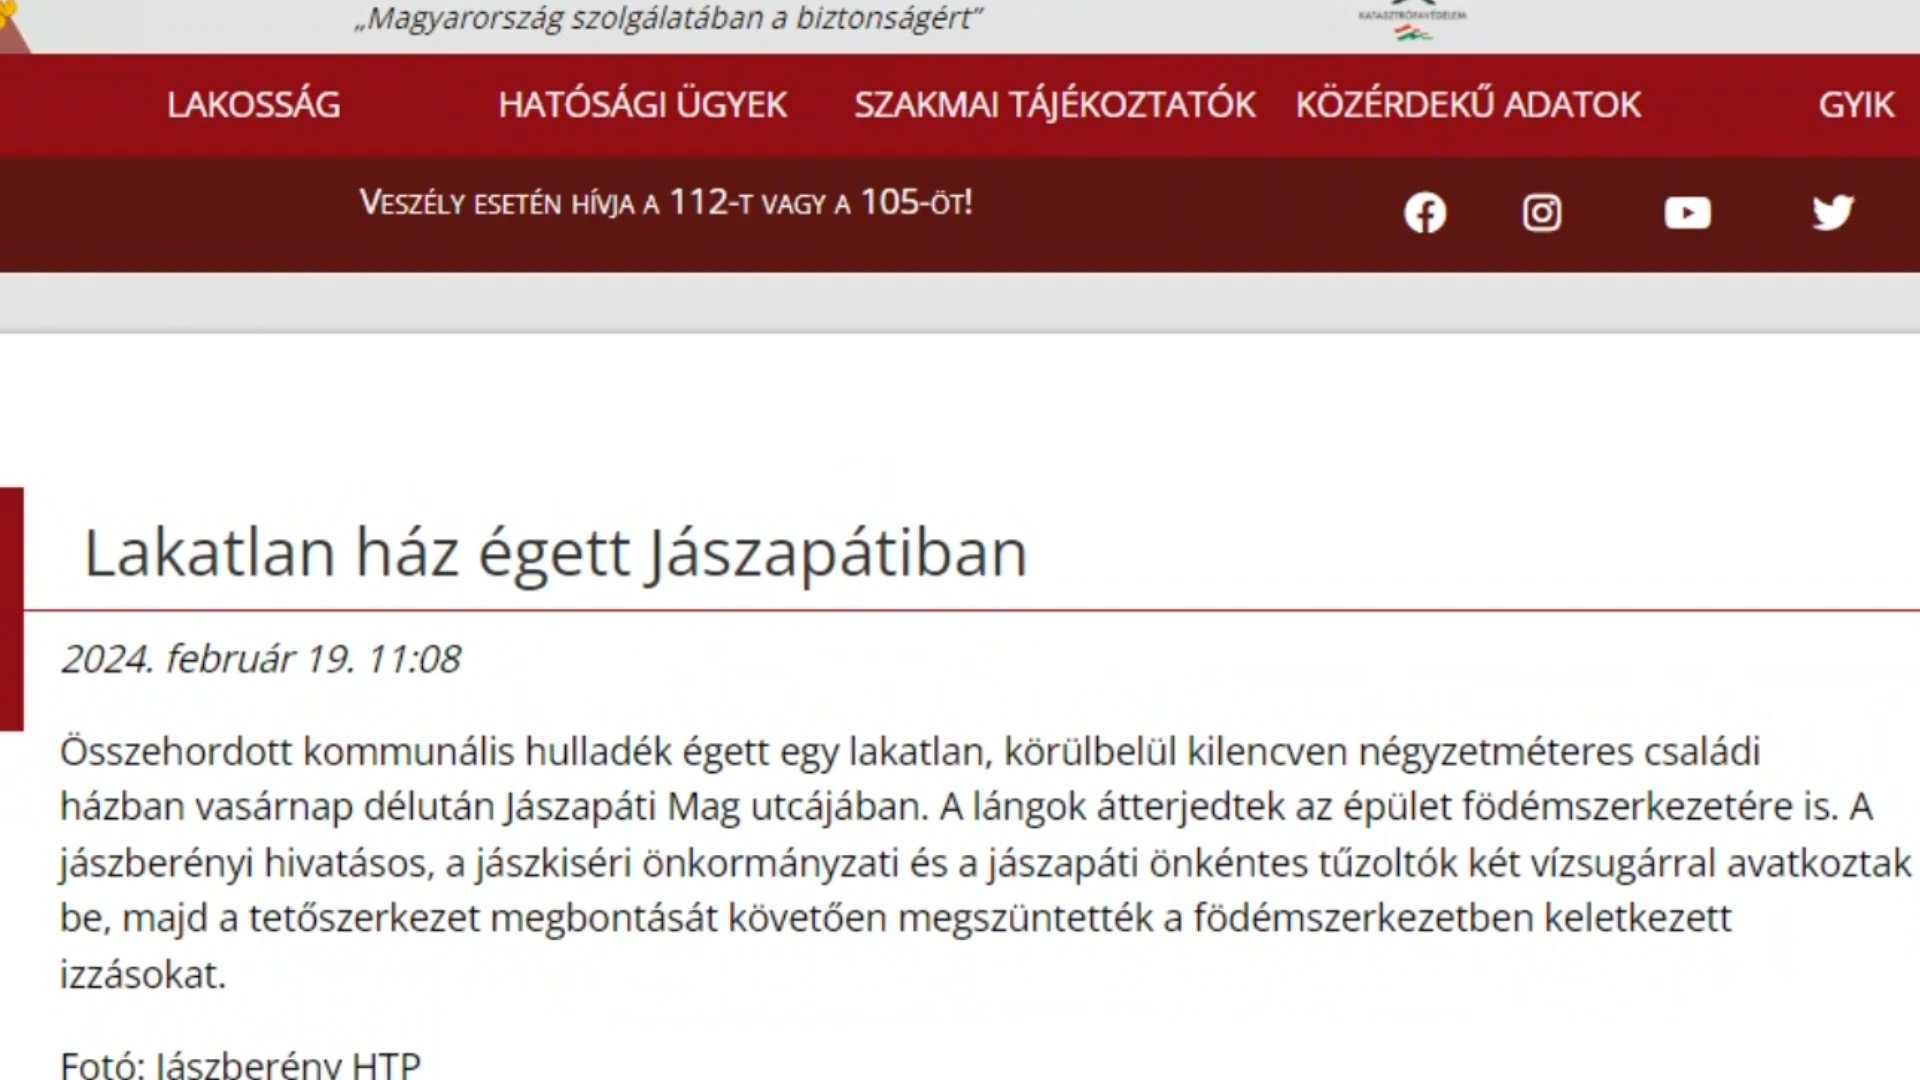 „Magyarország szolgálatában a biztonságért”
KATASZTRÓFAVÉDELEM
LAKOSSÁG HATÓSÁGI ÜGYEK SZAKMAI TÁJÉKOZTATÓK KÖZÉRDEKŰ ADATOK GYIK
Veszély esetén hívja a 112-t vagy a 105-öt!
Lakatlan ház égett Jászapátiban
2024. február 19. 11:08
Összehordott kommunális hulladék égett egy lakatlan, körülbelül kilencven négyzetméteres családi
házban vasárnap délután Jászapáti Mag utcájában. A lángok átterjedtek az épület födémszerkezetére is. A
jászberényi hivatásos, a jászkiséri önkormányzati és a jászapáti önkéntes tűzoltók két vízsugárral avatkoztak
be, majd a tetőszerkezet megbontását követően megszüntették a födémszerkezetben keletkezett
izzásokat.
Fotó: Jászberény HTP